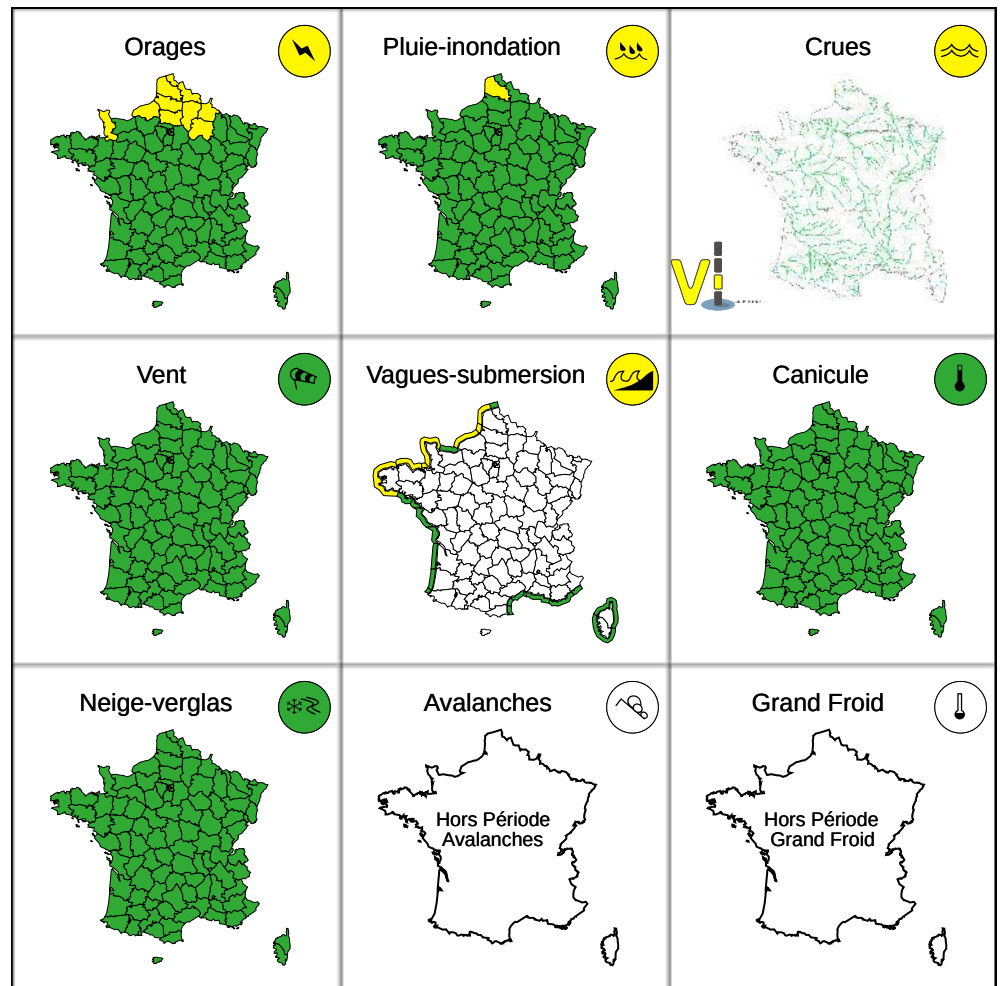 Orages
Pluie-inondation
Crues
Vi
Vent
Vagues-submersion
Canicule
Neige-verglas
Avalanches
Grand Froid
Hors Période
Avalanches
Hors Période
Grand Froid